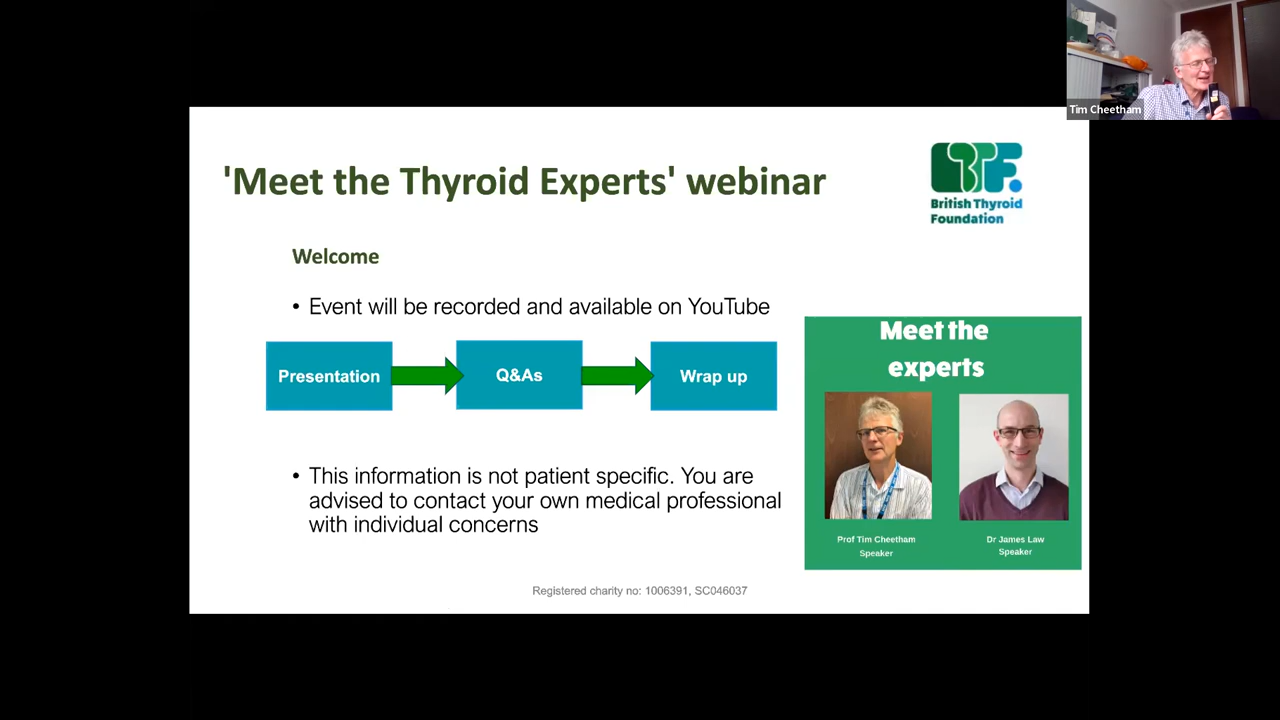 Tim Cheetham
'Meet the Thyroid Experts' webinar
BTF.
British Thyroid
Foundation
Welcome
• Event will be recorded and available on YouTube
Presentation
Q&As
Wrap up
• This information is not patient specific. You are
advised to contact your own medical professional
with individual concerns
Meet the
experts
Prof Tim Cheetham
Speaker
Dr James Law
Speaker
Registered charity no: 1006391, SC046037